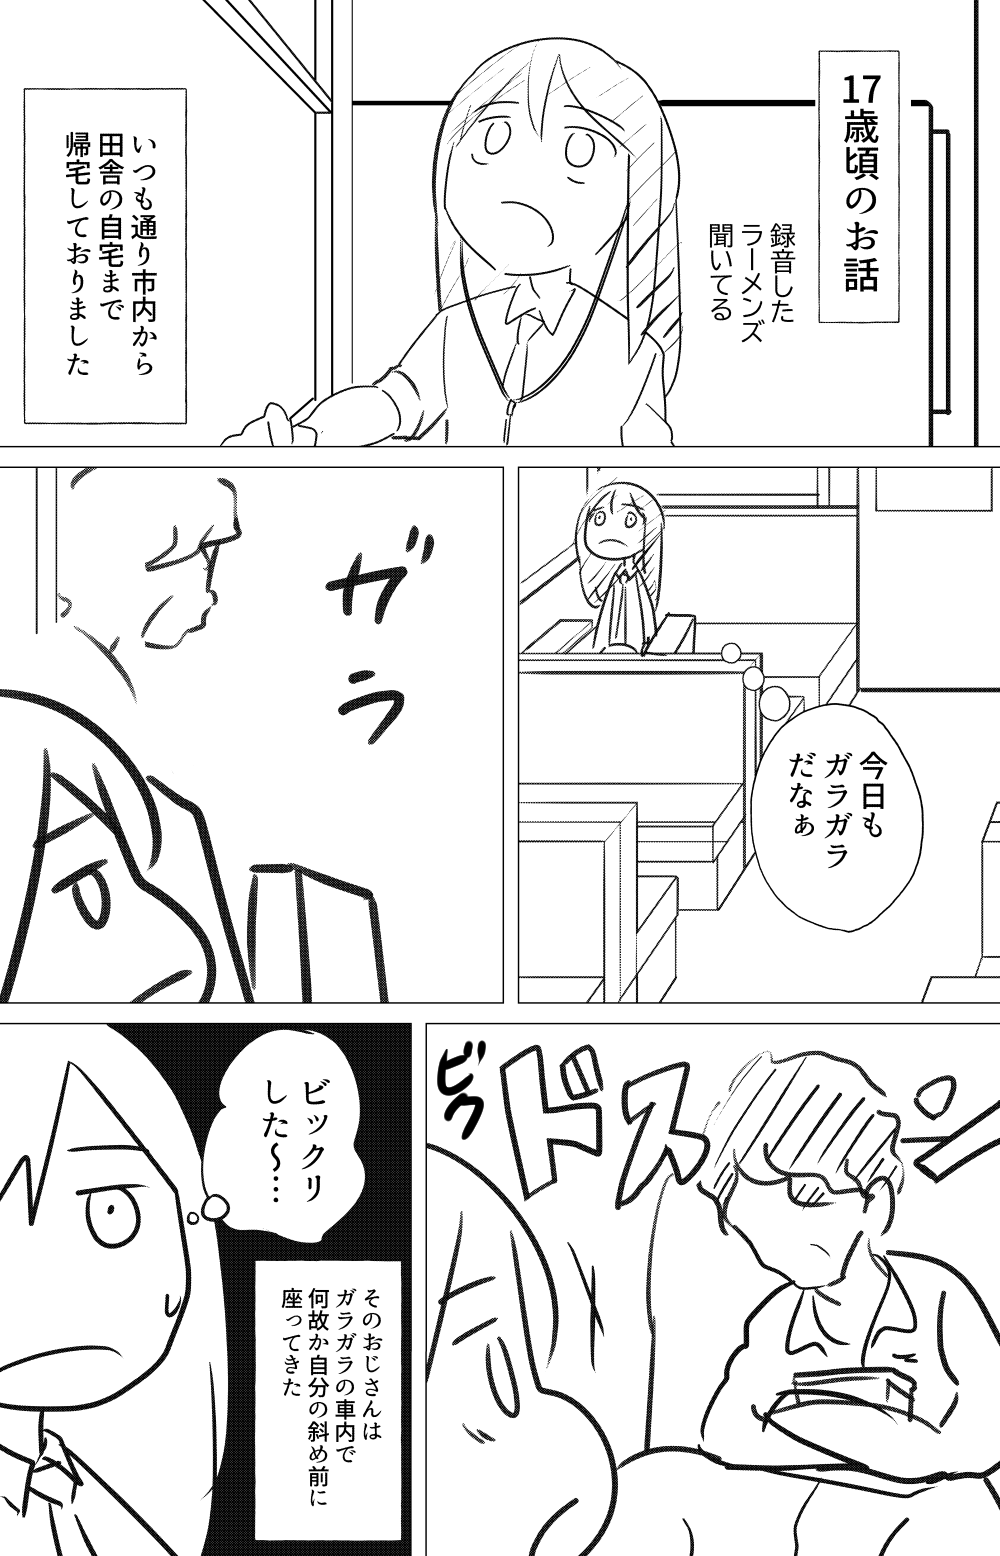 17歳頃のお話
録音した
ラーメンズ
聞いてる
いつも通り市内から
田舎の自宅まで
帰宅しておりました
今日も
ガラガラ
だなぁ
ガラ
ドスン
ビク
ビックリ
した〜…
そのおじさんは
ガラガラの車内で
何故か自分の斜め前に
座ってきた